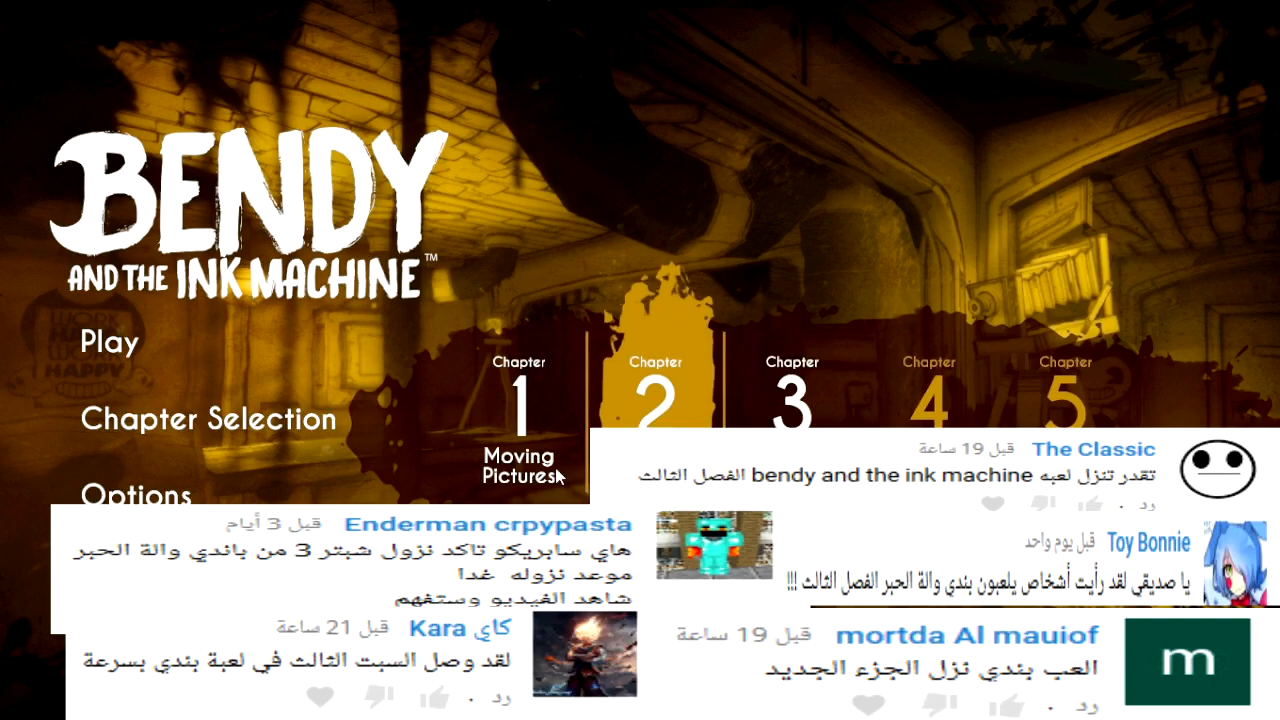 BENDY
AND THE INK MACHINE™
Play
Chapter Selection
Options
Chapter
1
Moving
Pictures
Chapter
2
Chapter
3
Chapter
4
Chapter
5
The Classic قبل 19 ساعة
تقدر تنزل لعبه bendy and the ink machine الفصل الثالث
رد
Enderman crpypasta قبل 3 أيام
هاي سابريكو تاكد نزول شبتر 3 من باندي والة الحبر
موعد نزوله غدا
شاهد الفيديو وستفهم
Toy Bonnie قبل يوم واحد
يا صديقي لقد رأيت أشخاص يلعبون بندي والة الحبر الفصل الثالث !!!
كاي Kara قبل 21 ساعة
لقد وصل السبت الثالث في لعبة بندي بسرعة
رد
m
mortda Al mauiof قبل 19 ساعة
العب بندي نزل الجزء الجديد
رد